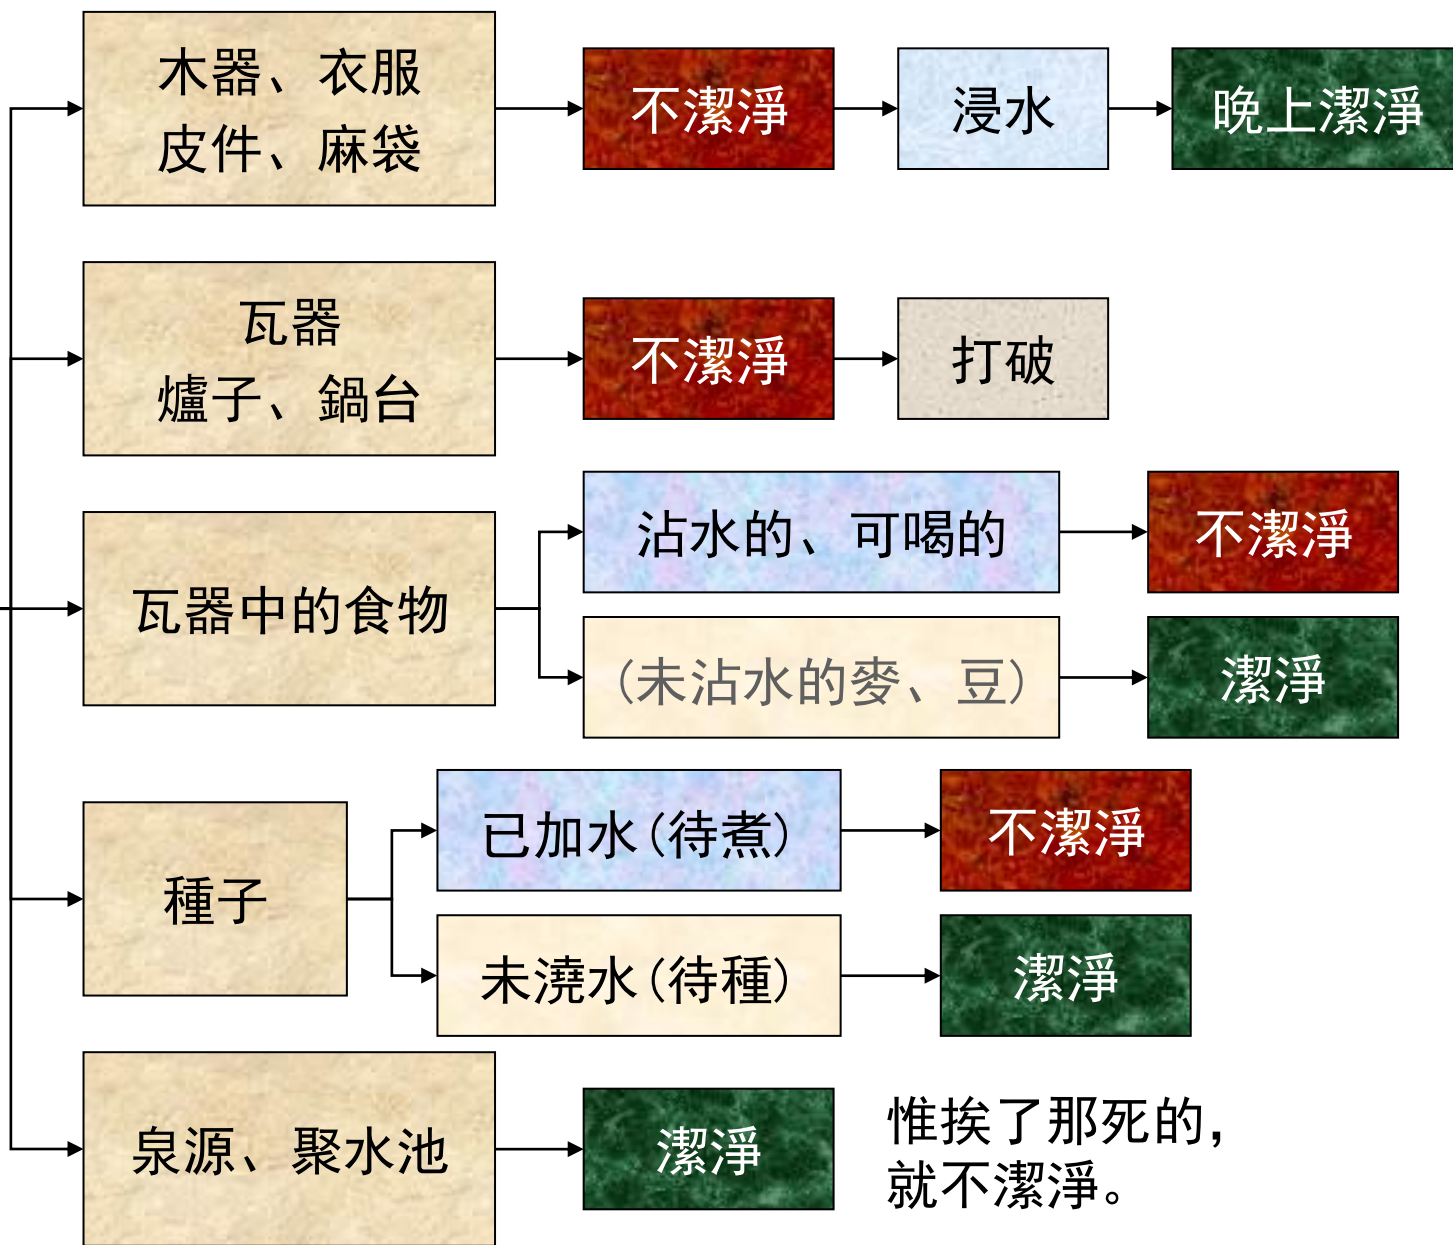 木器、衣服
皮件、麻袋
不潔淨
浸水
晚上潔淨
瓦器
爐子、鍋台
不潔淨
打破
瓦器中的食物
沾水的、可喝的
不潔淨
(未沾水的麥、豆)
潔淨
種子
已加水(待煮)
不潔淨
未澆水(待種)
潔淨
泉源、聚水池
潔淨
惟挨了那死的,
就不潔淨。